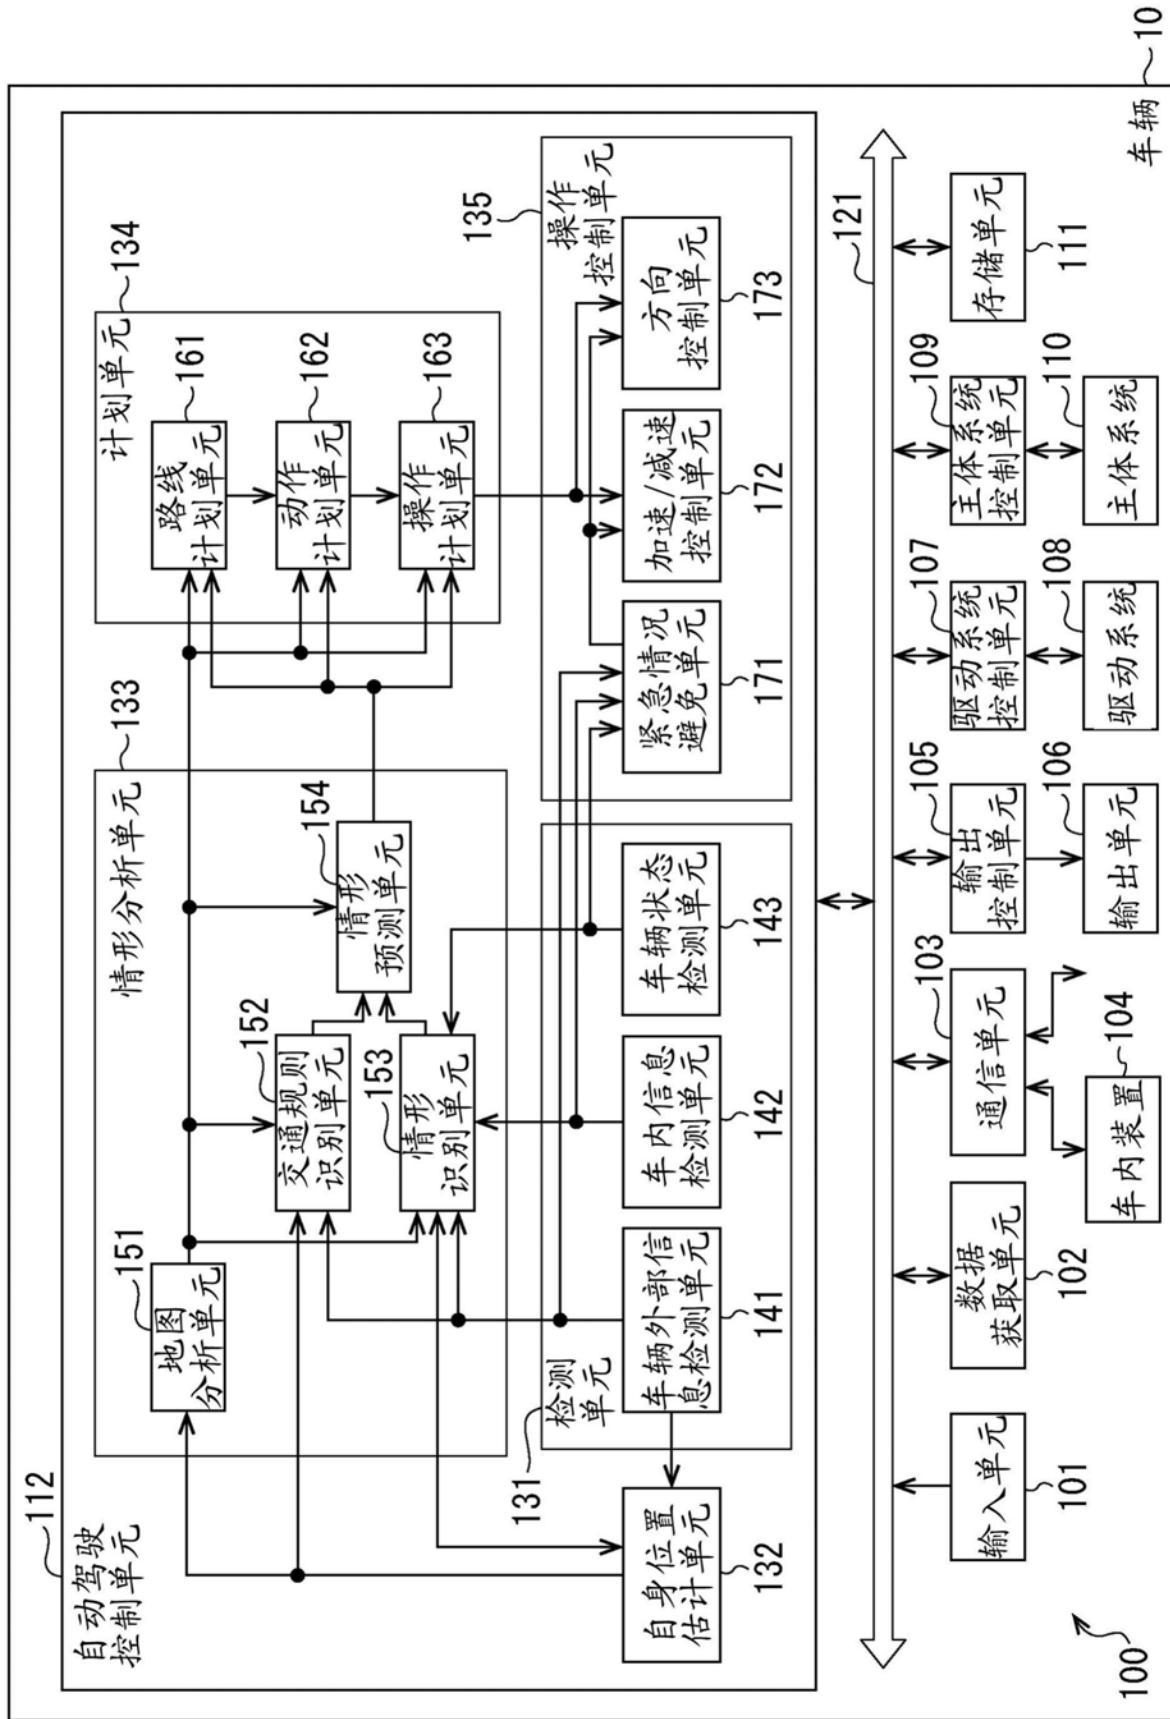 100
车辆
10
112
自动驾驶
控制单元
情形分析单元
133
地图
分析单元
151
交通规则
识别单元
152
情形
识别单元
153
情形
预测单元
154
计划单元
134
路线
计划单元
161
动作
计划单元
162
操作
计划单元
163
自身位置
估计单元
132
检测
单元
131
车辆外部信
息检测单元
141
车内信息
检测单元
142
车辆状态
检测单元
143
操作
控制单元
135
紧急情况
避免单元
171
加速/减速
控制单元
172
方向
控制单元
173
121
输入单元
101
数据
获取单元
102
通信单元
103
车内装置
104
输出
控制单元
105
输出单元
106
驱动系统
控制单元
107
驱动系统
108
主体系统
控制单元
109
主体系统
110
存储单元
111